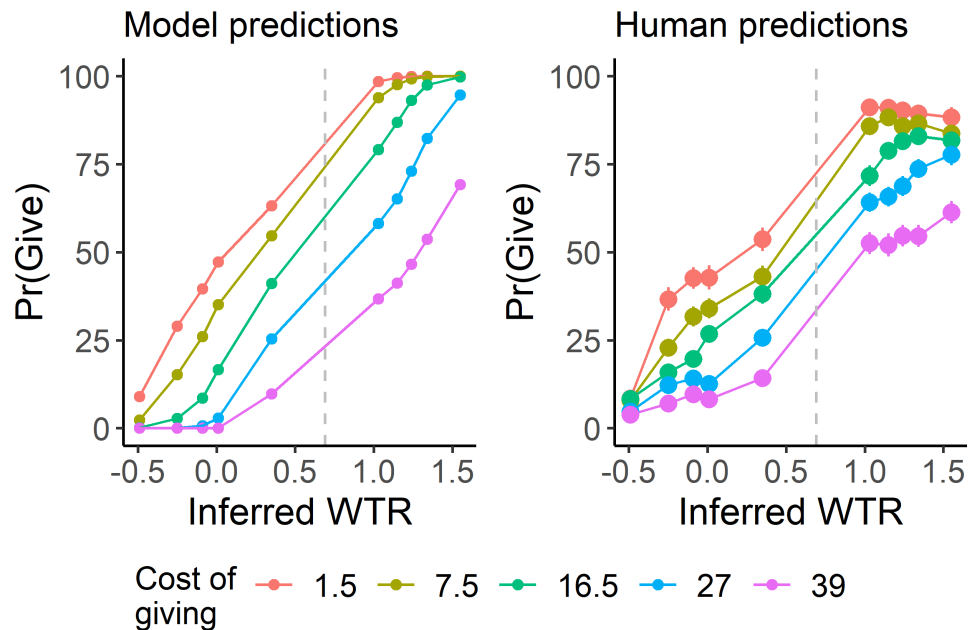 Model predictions
Human predictions
Pr(Give)
100
75
50
25
0
-0.5 0.0 0.5 1.0 1.5
Inferred WTR
Pr(Give)
100
75
50
25
0
-0.5 0.0 0.5 1.0 1.5
Inferred WTR
Cost of
giving
1.5 7.5 16.5 27 39